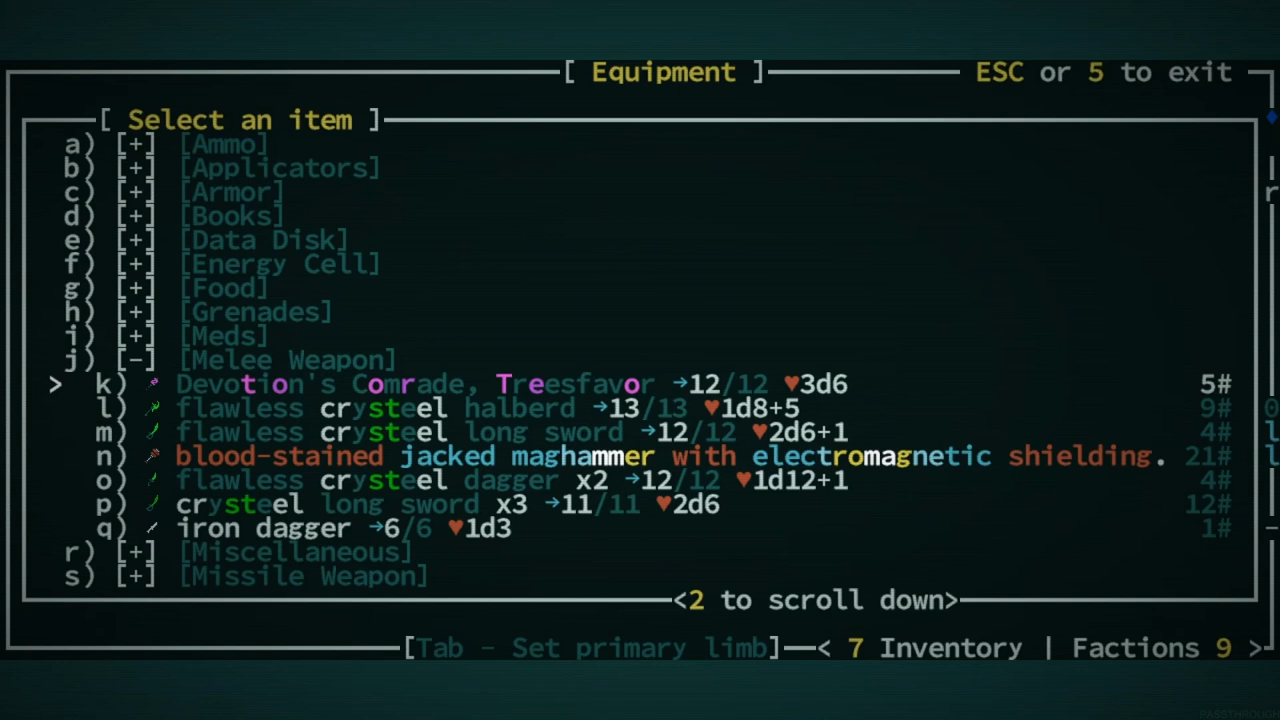 [ Equipment ] ESC or 5 to exit
[ Select an item ]
a) [+] [Ammo]
b) [+] [Applicators]
c) [+] [Armor]
d) [+] [Books]
e) [+] [Data Disk]
f) [+] [Energy Cell]
g) [+] [Food]
h) [+] [Grenades]
i) [+] [Meds]
j) [-] [Melee Weapon]
> k) Devotion's Comrade, Treesfavor →12/12 ♥3d6 5#
l) flawless crysteel halberd →13/13 ♥1d8+5 9#
m) flawless crysteel long sword →12/12 ♥2d6+1 4#
n) blood-stained jacked maghammer with electromagnetic shielding. 21#
o) flawless crysteel dagger x2 →12/12 ♥1d12+1 4#
p) crysteel long sword x3 →11/11 ♥2d6 12#
q) iron dagger →6/6 ♥1d3 1#
r) [+] [Miscellaneous]
s) [+] [Missile Weapon]
<2 to scroll down>
[Tab - Set primary limb] < 7 Inventory | Factions 9 >